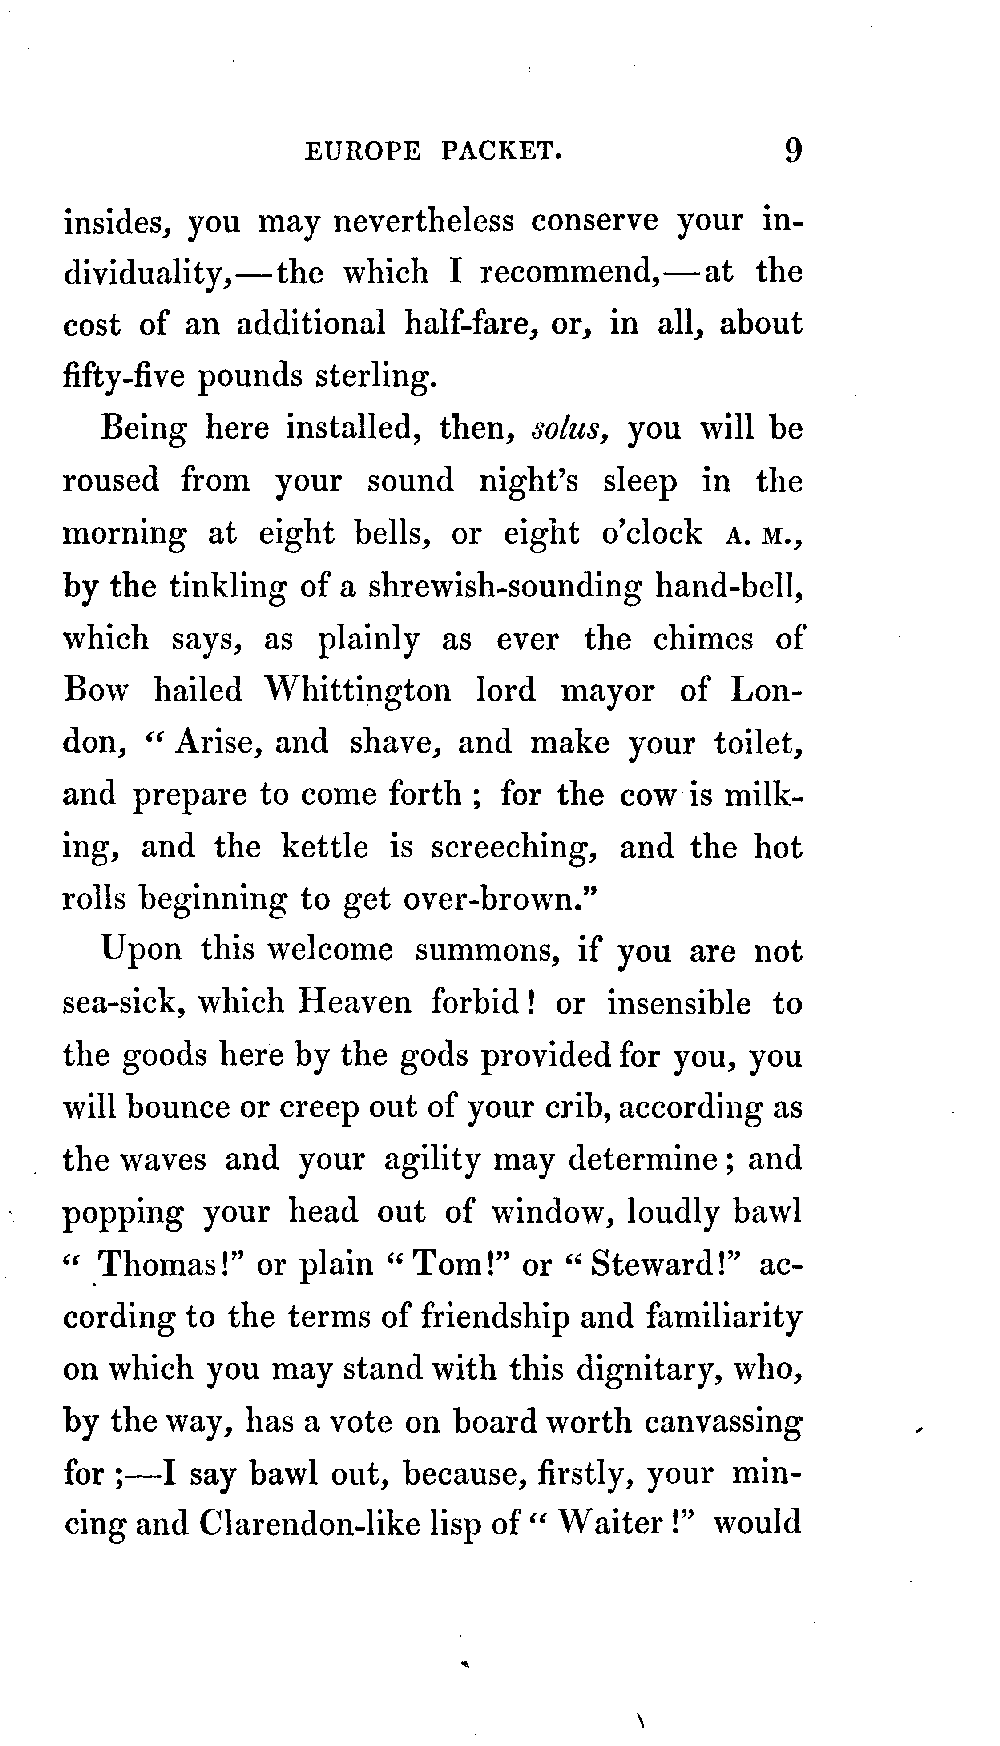 EUROPE PACKET. 9
insides, you may nevertheless conserve your in-
dividuality,—the which I recommend,—at the
cost of an additional half-fare, or, in all, about
fifty-five pounds sterling.
Being here installed, then, solus, you will be
roused from your sound night's sleep in the
morning at eight bells, or eight o'clock A. M.,
by the tinkling of a shrewish-sounding hand-bell,
which says, as plainly as ever the chimes of
Bow hailed Whittington lord mayor of Lon-
don, “ Arise, and shave, and make your toilet,
and prepare to come forth ; for the cow is milk-
ing, and the kettle is screeching, and the hot
rolls beginning to get over-brown.”
Upon this welcome summons, if you are not
sea-sick, which Heaven forbid ! or insensible to
the goods here by the gods provided for you, you
will bounce or creep out of your crib, according as
the waves and your agility may determine ; and
popping your head out of window, loudly bawl
“ Thomas !” or plain “ Tom !” or “ Steward !” ac-
cording to the terms of friendship and familiarity
on which you may stand with this dignitary, who,
by the way, has a vote on board worth canvassing
for ;—I say bawl out, because, firstly, your min-
cing and Clarendon-like lisp of “ Waiter !” would